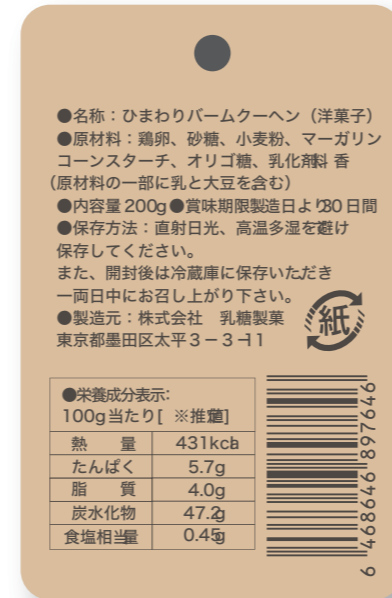 ●名称：ひまわりバームクーヘン（洋菓子）
●原材料：鶏卵、砂糖、小麦粉、マーガリン
コーンスターチ、オリゴ糖、乳化剤、香料
（原材料の一部に乳と大豆を含む）
●内容量200g●賞味期限製造日より30日間
●保存方法：直射日光、高温多湿を避け
保存してください。
また、開封後は冷蔵庫に保存いただき
一両日中にお召し上がり下さい。
●製造元：株式会社　乳糖製菓
東京都墨田区太平３－３－11
紙
●栄養成分表示:
100g当たり[ ※推定値]
熱　量 431kcal
たんぱく 5.7g
脂　質 4.0g
炭水化物 47.2g
食塩相当量 0.45g
6 468646 897646